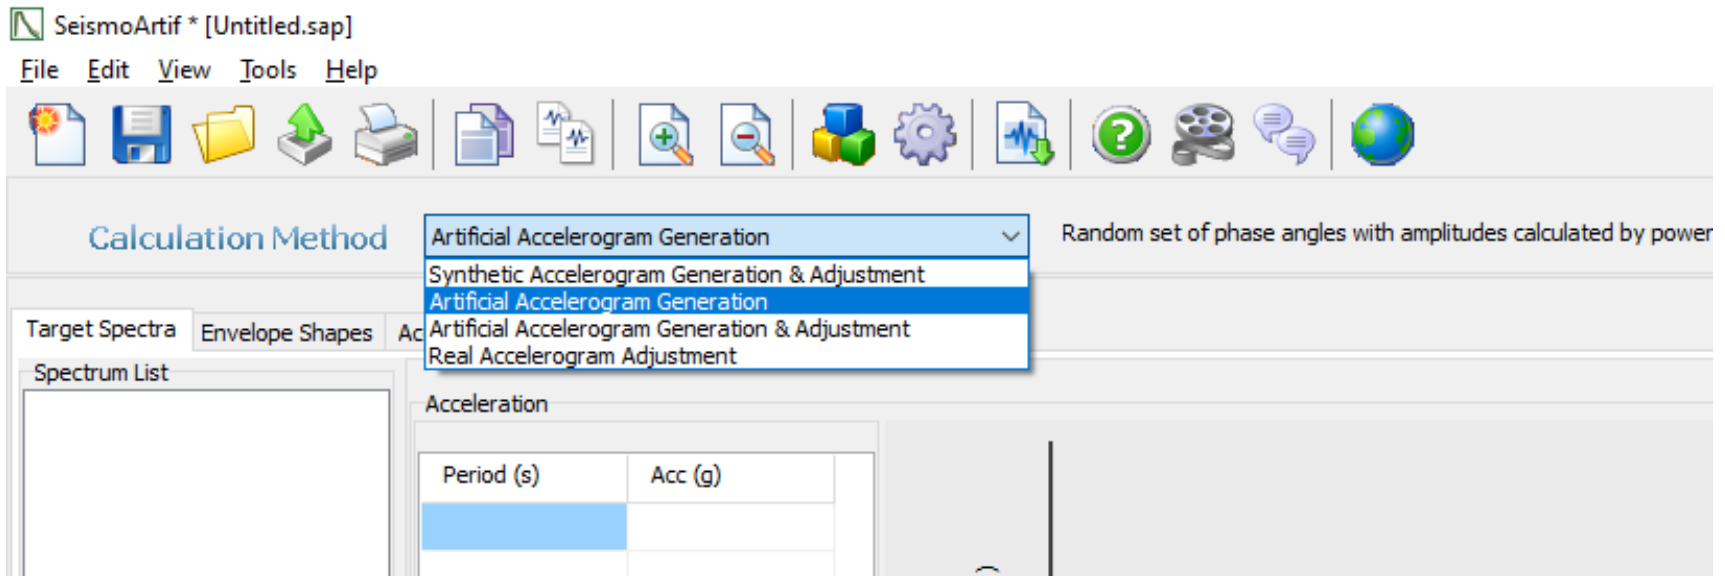 SeismoArtif * [Untitled.sap]
File Edit View Tools Help
Calculation Method
Artificial Accelerogram Generation
Random set of phase angles with amplitudes calculated by power
Synthetic Accelerogram Generation & Adjustment
Artificial Accelerogram Generation
Artificial Accelerogram Generation & Adjustment
Real Accelerogram Adjustment
Target Spectra Envelope Shapes
Spectrum List
Acceleration
Period (s) Acc (g)